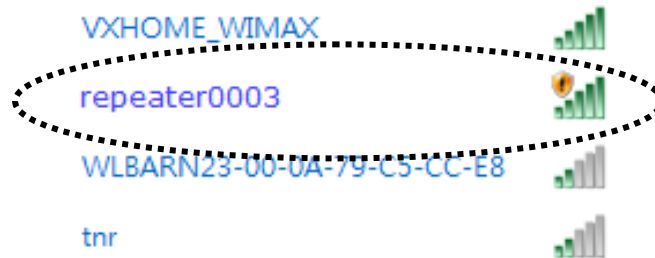 VXHOME_WIMAX
repeater0003
WLBARN23-00-0A-79-C5-CC-E8
tnr